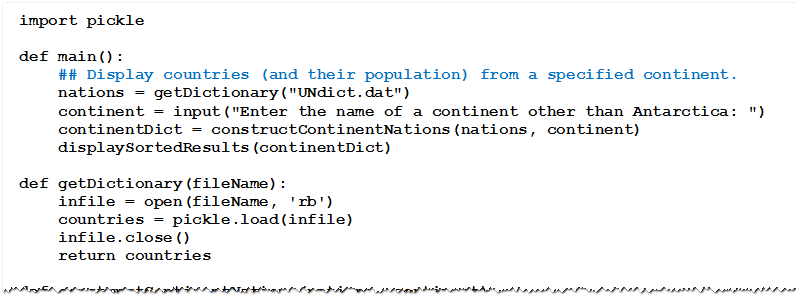 import pickle
def main():
    ## Display countries (and their population) from a specified continent.
    nations = getDictionary("UNdict.dat")
    continent = input("Enter the name of a continent other than Antarctica: ")
    continentDict = constructContinentNations(nations, continent)
    displaySortedResults(continentDict)
def getDictionary(fileName):
    infile = open(fileName, 'rb')
    countries = pickle.load(infile)
    infile.close()
    return countries